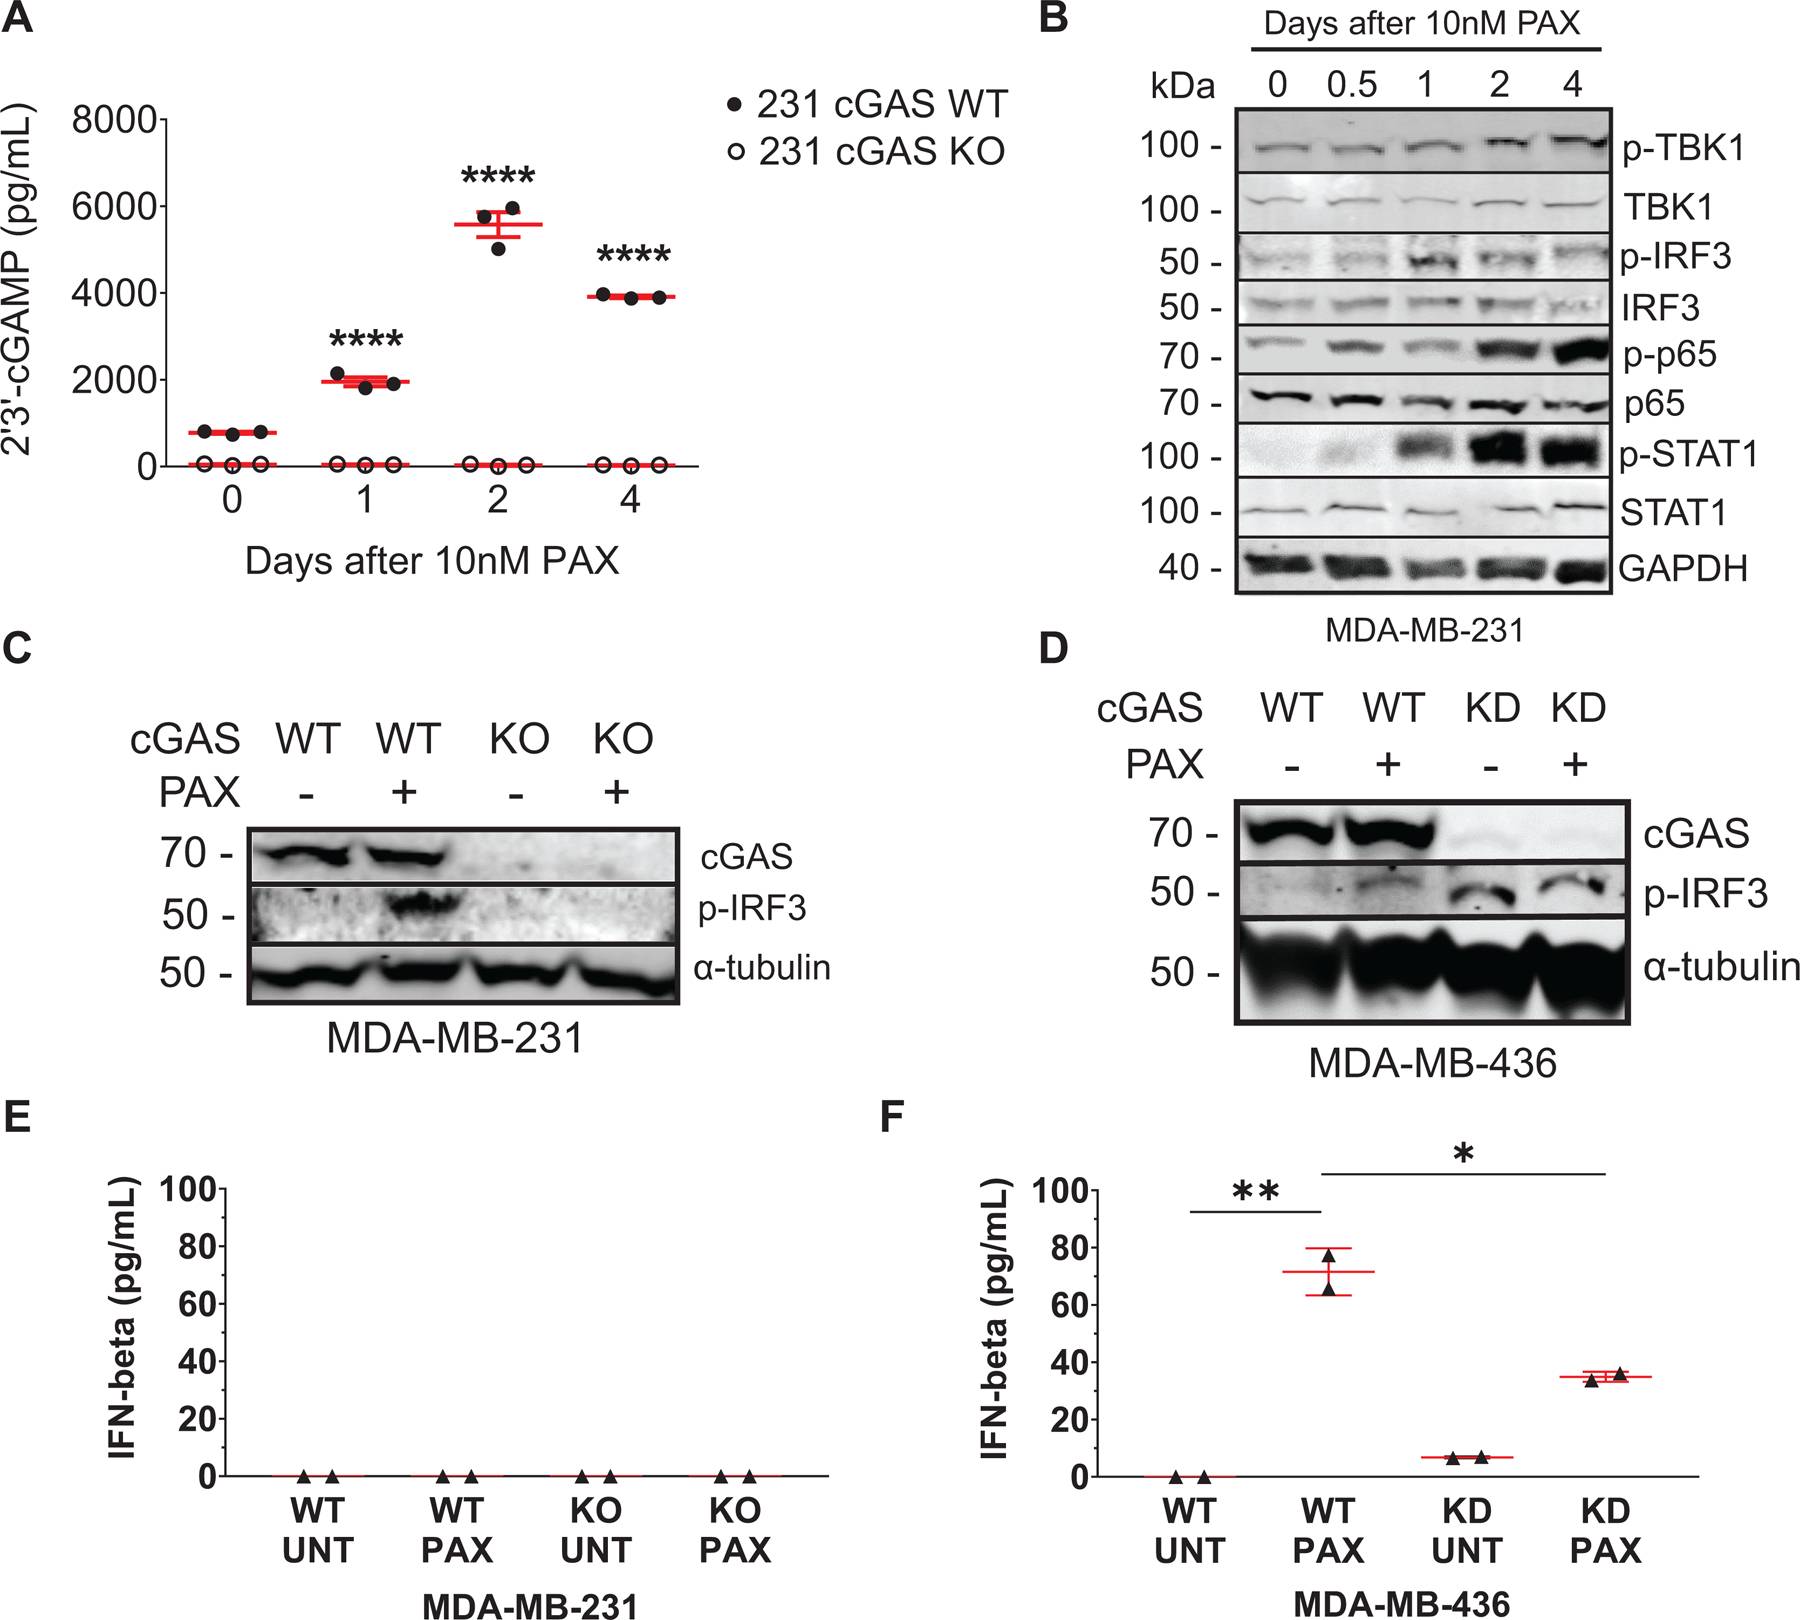 A
2'3'-cGAMP (pg/mL)
8000
6000
4000
2000
0
****
****
****
0 1 2 4
Days after 10nM PAX
231 cGAS WT
231 cGAS KO
B
Days after 10nM PAX
kDa 0 0.5 1 2 4
100 - p-TBK1
100 - TBK1
50 - p-IRF3
50 - IRF3
70 - p-p65
70 - p65
100 - p-STAT1
100 - STAT1
40 - GAPDH
MDA-MB-231
C
cGAS WT WT KO KO
PAX - + - +
70 - cGAS
50 - p-IRF3
50 - α-tubulin
MDA-MB-231
D
cGAS WT WT KD KD
PAX - + - +
70 - cGAS
50 - p-IRF3
50 - α-tubulin
MDA-MB-436
E
IFN-beta (pg/mL)
100
80
60
40
20
0
WT WT KO KO
UNT PAX UNT PAX
MDA-MB-231
F
IFN-beta (pg/mL)
100
80
60
40
20
0
**
*
WT WT KD KD
UNT PAX UNT PAX
MDA-MB-436